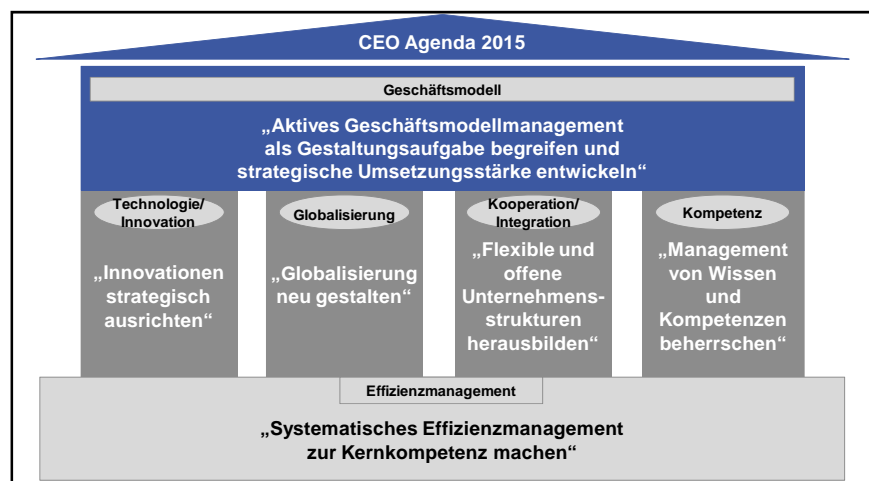 CEO Agenda 2015
Geschäftsmodell
„Aktives Geschäftsmodellmanagement
als Gestaltungsaufgabe begreifen und
strategische Umsetzungsstärke entwickeln“
Technologie/
Innovation
„Innovationen
strategisch
ausrichten“
Globalisierung
„Globalisierung
neu gestalten“
Kooperation/
Integration
„Flexible und
offene
Unternehmens-
strukturen
herausbilden“
Kompetenz
„Management
von Wissen
und
Kompetenzen
beherrschen“
Effizienzmanagement
„Systematisches Effizienzmanagement
zur Kernkompetenz machen“